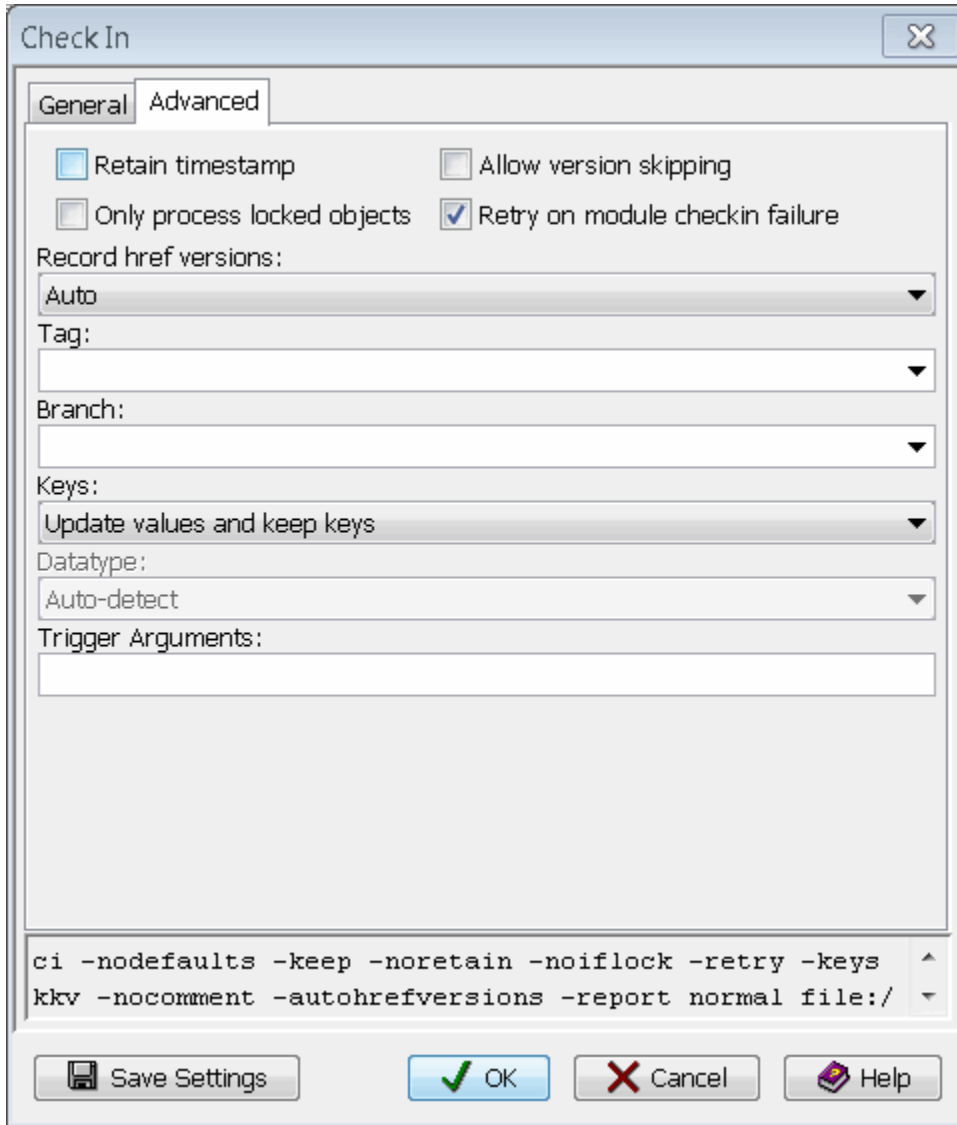 Check In
General Advanced
Retain timestamp Allow version skipping
Only process locked objects Retry on module checkin failure
Record href versions:
Auto
Tag:
Branch:
Keys:
Update values and keep keys
Datatype:
Auto-detect
Trigger Arguments:
ci -nodefaults -keep -noretain -noiflock -retry -keys
kkv -nocomment -autohrefversions -report normal file:/
Save Settings OK Cancel Help